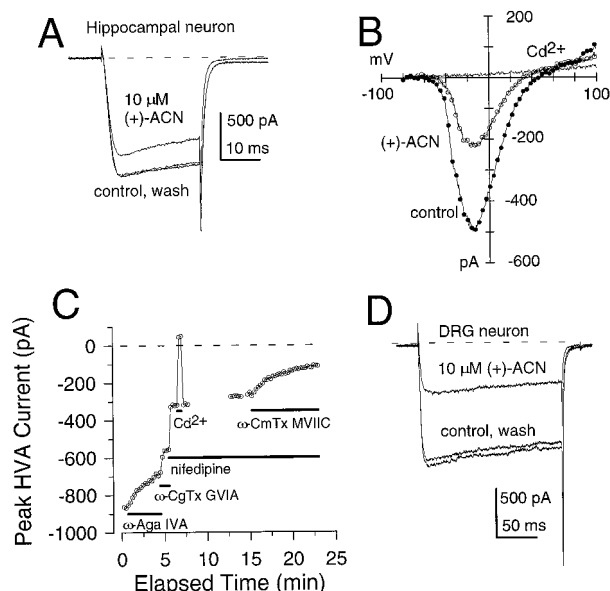 A
Hippocampal neuron
10 μM
(+)-ACN
500 pA
10 ms
control, wash
B
200
Cd2+
mV
0
-100
100
(+)-ACN
-200
control
-400
pA
-600
C
Peak HVA Current (pA)
0
-200
-400
-600
-800
-1000
Cd2+
ω-CmTx MVIIC
nifedipine
ω-CgTx GVIA
ω-Aga IVA
0 5 10 15 20 25
Elapsed Time (min)
D
DRG neuron
10 μM (+)-ACN
control, wash
500 pA
50 ms